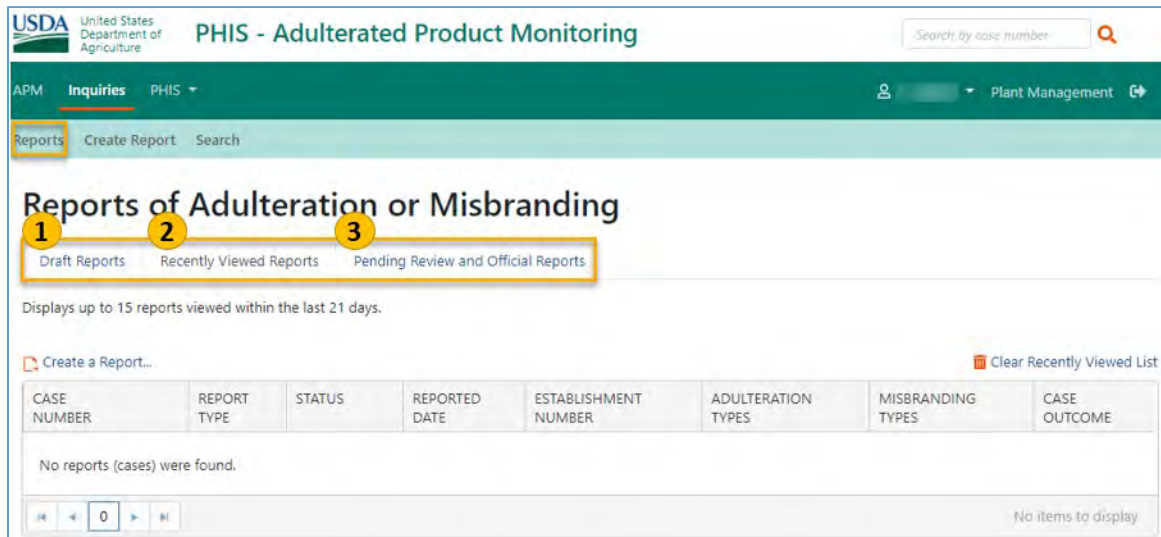 USDA United States
Department of
Agriculture
PHIS - Adulterated Product Monitoring
Search by case number
APM Inquiries PHIS Plant Management
Reports Create Report Search
Reports of Adulteration or Misbranding
1 2 3
Draft Reports Recently Viewed Reports Pending Review and Official Reports
Displays up to 15 reports viewed within the last 21 days.
Create a Report... Clear Recently Viewed List
CASE NUMBER REPORT TYPE STATUS REPORTED DATE ESTABLISHMENT NUMBER ADULTERATION TYPES MISBRANDING TYPES CASE OUTCOME
No reports (cases) were found.
0 No items to display